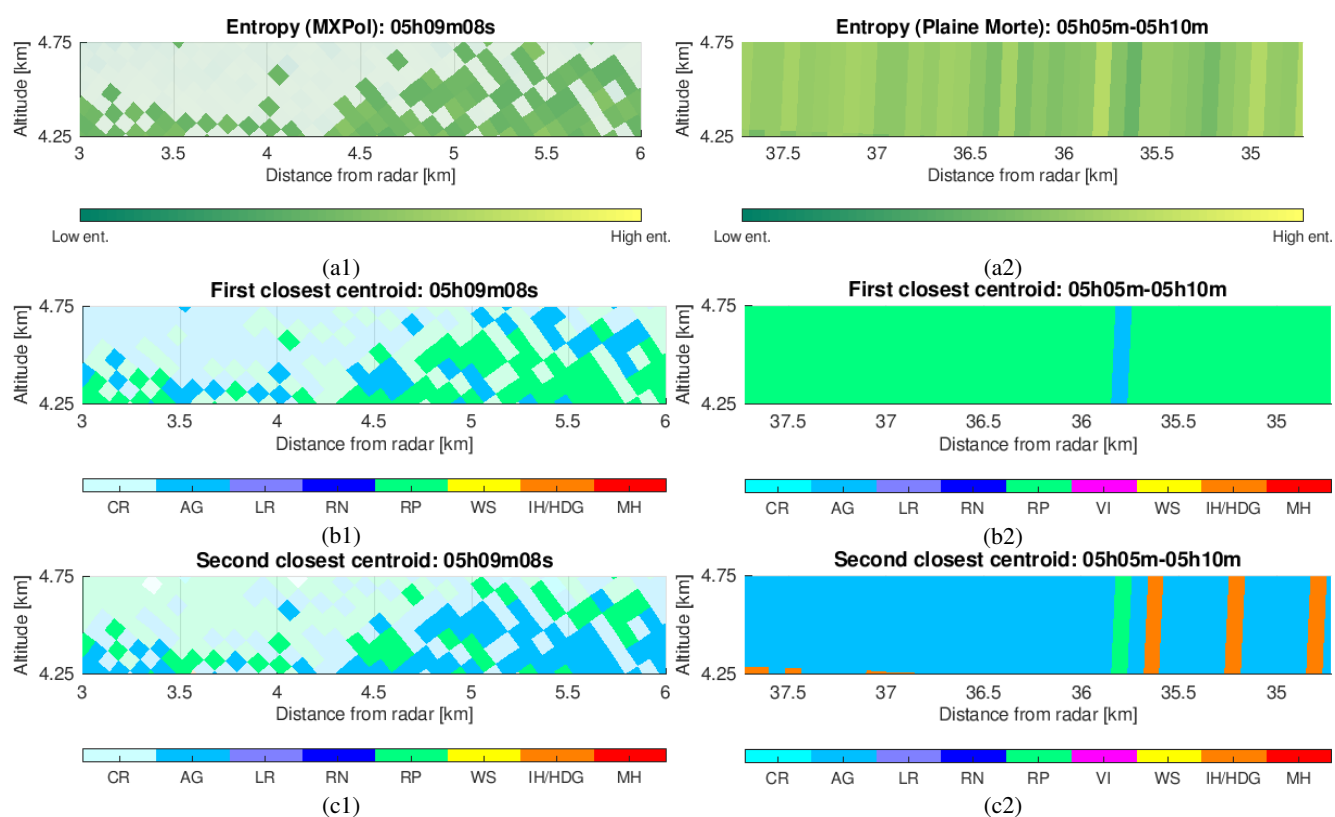 Entropy (MXPol): 05h09m08s
4.75
4.25
Altitude [km]
3 3.5 4 4.5 5 5.5 6
Distance from radar [km]
Low ent. High ent.
(a1)
Entropy (Plaine Morte): 05h05m-05h10m
4.75
4.25
Altitude [km]
37.5 37 36.5 36 35.5 35
Distance from radar [km]
Low ent. High ent.
(a2)
First closest centroid: 05h09m08s
4.75
4.25
Altitude [km]
3 3.5 4 4.5 5 5.5 6
Distance from radar [km]
CR AG LR RN RP WS IH/HDG MH
(b1)
First closest centroid: 05h05m-05h10m
4.75
4.25
Altitude [km]
37.5 37 36.5 36 35.5 35
Distance from radar [km]
CR AG LR RN RP VI WS IH/HDG MH
(b2)
Second closest centroid: 05h09m08s
4.75
4.25
Altitude [km]
3 3.5 4 4.5 5 5.5 6
Distance from radar [km]
CR AG LR RN RP WS IH/HDG MH
(c1)
Second closest centroid: 05h05m-05h10m
4.75
4.25
Altitude [km]
37.5 37 36.5 36 35.5 35
Distance from radar [km]
CR AG LR RN RP VI WS IH/HDG MH
(c2)